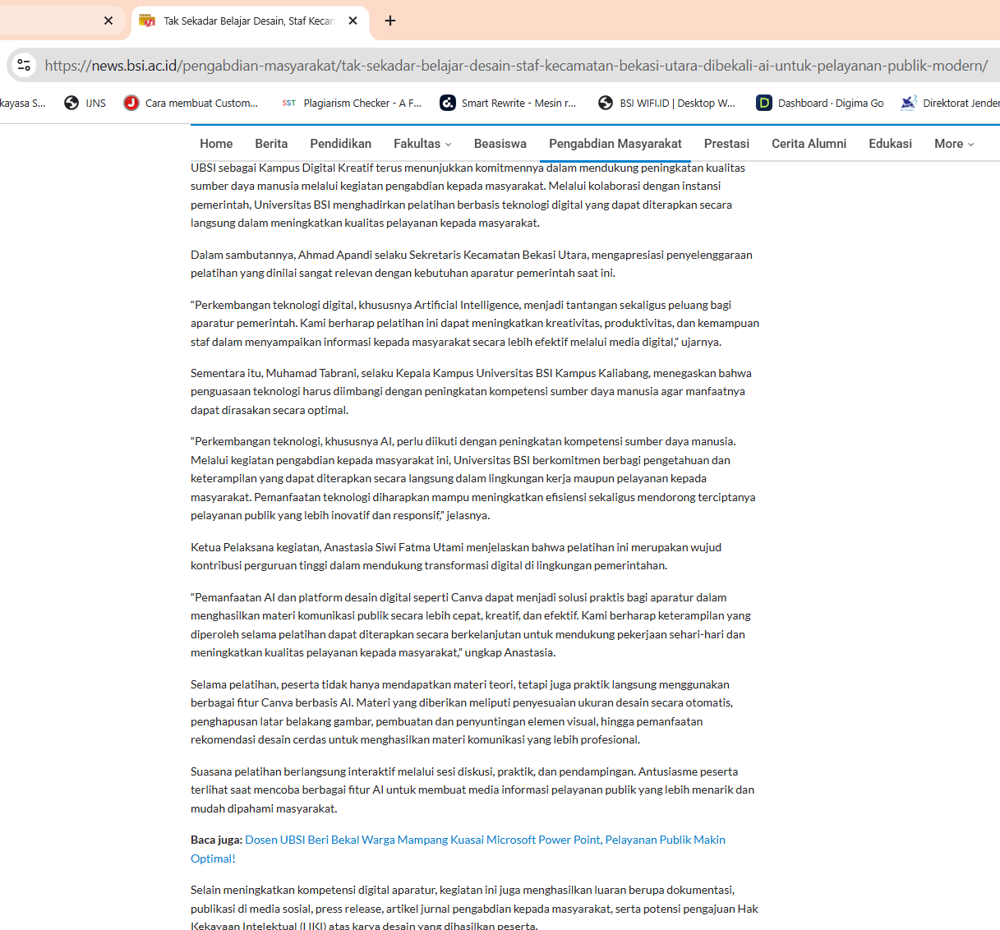 Tak Sekadar Belajar Desain, Staf Kecam
https://news.bsi.ac.id/pengabdian-masyarakat/tak-sekadar-belajar-desain-staf-kecamatan-bekasi-utara-dibekali-ai-untuk-pelayanan-publik-modern/
kayasa S... IJNS Cara membuat Custom... SST Plagiarism Checker - A F... Smart Rewrite - Mesin r... BSI WIFI.ID | Desktop W... Dashboard · Digima Go Direktorat Jender
Home Berita Pendidikan Fakultas Beasiswa Pengabdian Masyarakat Prestasi Cerita Alumni Edukasi More
UBSI sebagai Kampus Digital Kreatif terus menunjukkan komitmennya dalam mendukung peningkatan kualitas
sumber daya manusia melalui kegiatan pengabdian kepada masyarakat. Melalui kolaborasi dengan instansi
pemerintah, Universitas BSI menghadirkan pelatihan berbasis teknologi digital yang dapat diterapkan secara
langsung dalam meningkatkan kualitas pelayanan kepada masyarakat.
Dalam sambutannya, Ahmad Apandi selaku Sekretaris Kecamatan Bekasi Utara, mengapresiasi penyelenggaraan
pelatihan yang dinilai sangat relevan dengan kebutuhan aparatur pemerintah saat ini.
“Perkembangan teknologi digital, khususnya Artificial Intelligence, menjadi tantangan sekaligus peluang bagi
aparatur pemerintah. Kami berharap pelatihan ini dapat meningkatkan kreativitas, produktivitas, dan kemampuan
staf dalam menyampaikan informasi kepada masyarakat secara lebih efektif melalui media digital,” ujarnya.
Sementara itu, Muhamad Tabrani, selaku Kepala Kampus Universitas BSI Kampus Kaliabang, menegaskan bahwa
penguasaan teknologi harus diimbangi dengan peningkatan kompetensi sumber daya manusia agar manfaatnya
dapat dirasakan secara optimal.
“Perkembangan teknologi, khususnya AI, perlu diikuti dengan peningkatan kompetensi sumber daya manusia.
Melalui kegiatan pengabdian kepada masyarakat ini, Universitas BSI berkomitmen berbagi pengetahuan dan
keterampilan yang dapat diterapkan secara langsung dalam lingkungan kerja maupun pelayanan kepada
masyarakat. Pemanfaatan teknologi diharapkan mampu meningkatkan efisiensi sekaligus mendorong terciptanya
pelayanan publik yang lebih inovatif dan responsif,” jelasnya.
Ketua Pelaksana kegiatan, Anastasia Siwi Fatma Utami menjelaskan bahwa pelatihan ini merupakan wujud
kontribusi perguruan tinggi dalam mendukung transformasi digital di lingkungan pemerintahan.
“Pemanfaatan AI dan platform desain digital seperti Canva dapat menjadi solusi praktis bagi aparatur dalam
menghasilkan materi komunikasi publik secara lebih cepat, kreatif, dan efektif. Kami berharap keterampilan yang
diperoleh selama pelatihan dapat diterapkan secara berkelanjutan untuk mendukung pekerjaan sehari-hari dan
meningkatkan kualitas pelayanan kepada masyarakat,” ungkap Anastasia.
Selama pelatihan, peserta tidak hanya mendapatkan materi teori, tetapi juga praktik langsung menggunakan
berbagai fitur Canva berbasis AI. Materi yang diberikan meliputi penyesuaian ukuran desain secara otomatis,
penghapusan latar belakang gambar, pembuatan dan penyuntingan elemen visual, hingga pemanfaatan
rekomendasi desain cerdas untuk menghasilkan materi komunikasi yang lebih profesional.
Suasana pelatihan berlangsung interaktif melalui sesi diskusi, praktik, dan pendampingan. Antusiasme peserta
terlihat saat mencoba berbagai fitur AI untuk membuat media informasi pelayanan publik yang lebih menarik dan
mudah dipahami masyarakat.
Baca juga: Dosen UBSI Beri Bekal Warga Mampang Kuasai Microsoft Power Point, Pelayanan Publik Makin
Optimal!
Selain meningkatkan kompetensi digital aparatur, kegiatan ini juga menghasilkan luaran berupa dokumentasi,
publikasi di media sosial, press release, artikel jurnal pengabdian kepada masyarakat, serta potensi pengajuan Hak
Kekayaan Intelektual (HKI) atas karya desain yang dihasilkan peserta.